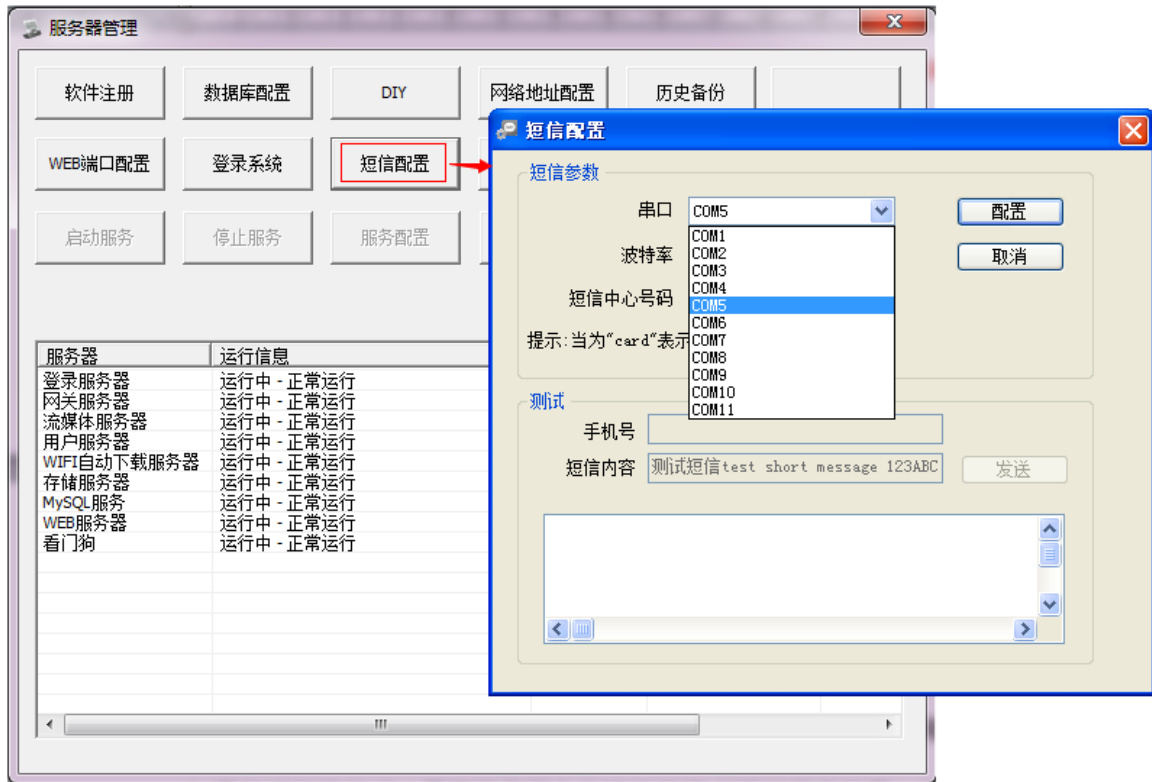 服务器管理
软件注册 数据库配置 DIY 网络地址配置 历史备份
WEB端口配置 登录系统 短信配置
启动服务 停止服务 服务配置
服务器 运行信息
登录服务器 运行中 - 正常运行
网关服务器 运行中 - 正常运行
流媒体服务器 运行中 - 正常运行
用户服务器 运行中 - 正常运行
WIFI自动下载服务器 运行中 - 正常运行
存储服务器 运行中 - 正常运行
MySQL服务 运行中 - 正常运行
WEB服务器 运行中 - 正常运行
看门狗 运行中 - 正常运行
短信配置
短信参数
串口 COM5 配置
波特率 取消
短信中心号码
提示:当为"card"表示
COM1
COM2
COM3
COM4
COM5
COM6
COM7
COM8
COM9
COM10
COM11
测试
手机号
短信内容 测试短信test short message 123ABC 发送